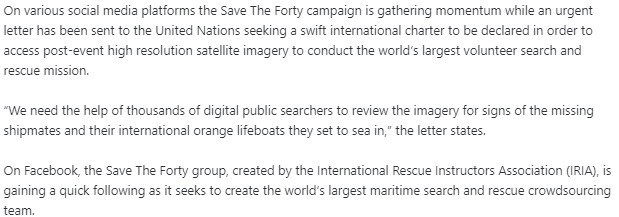 On various social media platforms the Save The Forty campaign is gathering momentum while an urgent
letter has been sent to the United Nations seeking a swift international charter to be declared in order to
access post-event high resolution satellite imagery to conduct the world's largest volunteer search and
rescue mission.
"We need the help of thousands of digital public searchers to review the imagery for signs of the missing
shipmates and their international orange lifeboats they set to sea in," the letter states.
On Facebook, the Save The Forty group, created by the International Rescue Instructors Association (IRIA), is
gaining a quick following as it seeks to create the world's largest maritime search and rescue crowdsourcing
team.